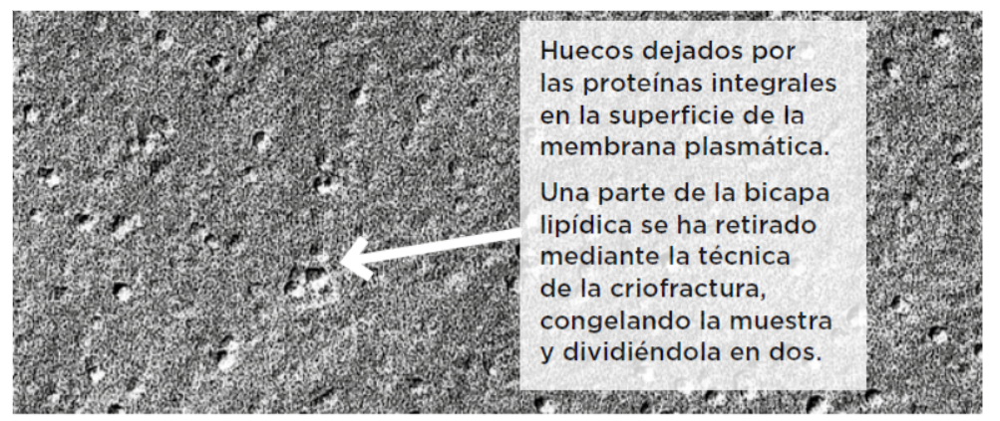 Huecos dejados por
las proteínas integrales
en la superficie de la
membrana plasmática.
Una parte de la bicapa
lipídica se ha retirado
mediante la técnica
de la criofractura,
congelando la muestra
y dividiéndola en dos.